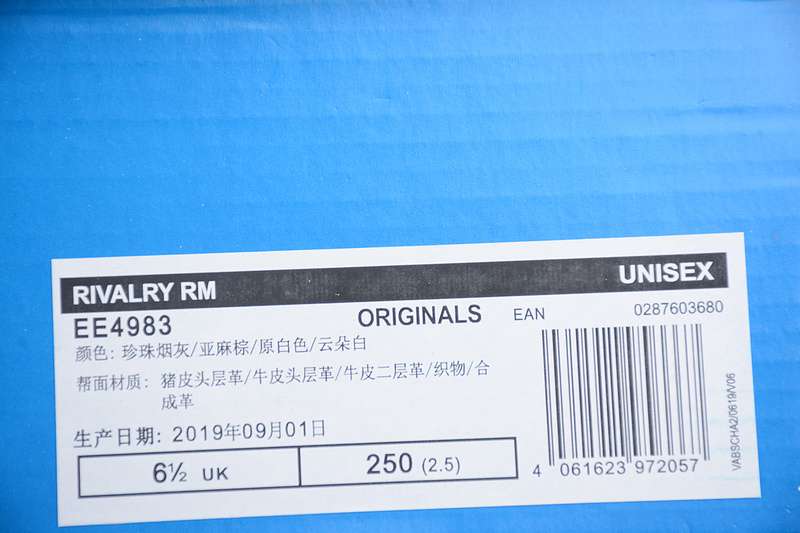 RIVALRY RM UNISEX
EE4983 ORIGINALS EAN 0287603680
颜色: 珍珠烟灰/亚麻棕/原白色/云朵白
帮面材质: 猪皮头层革/牛皮头层革/牛皮二层革/织物/合
成革
生产日期: 2019年09月01日
6½ UK 250 (2.5)
4 061623 972057
VABSCHA2/0619/V06